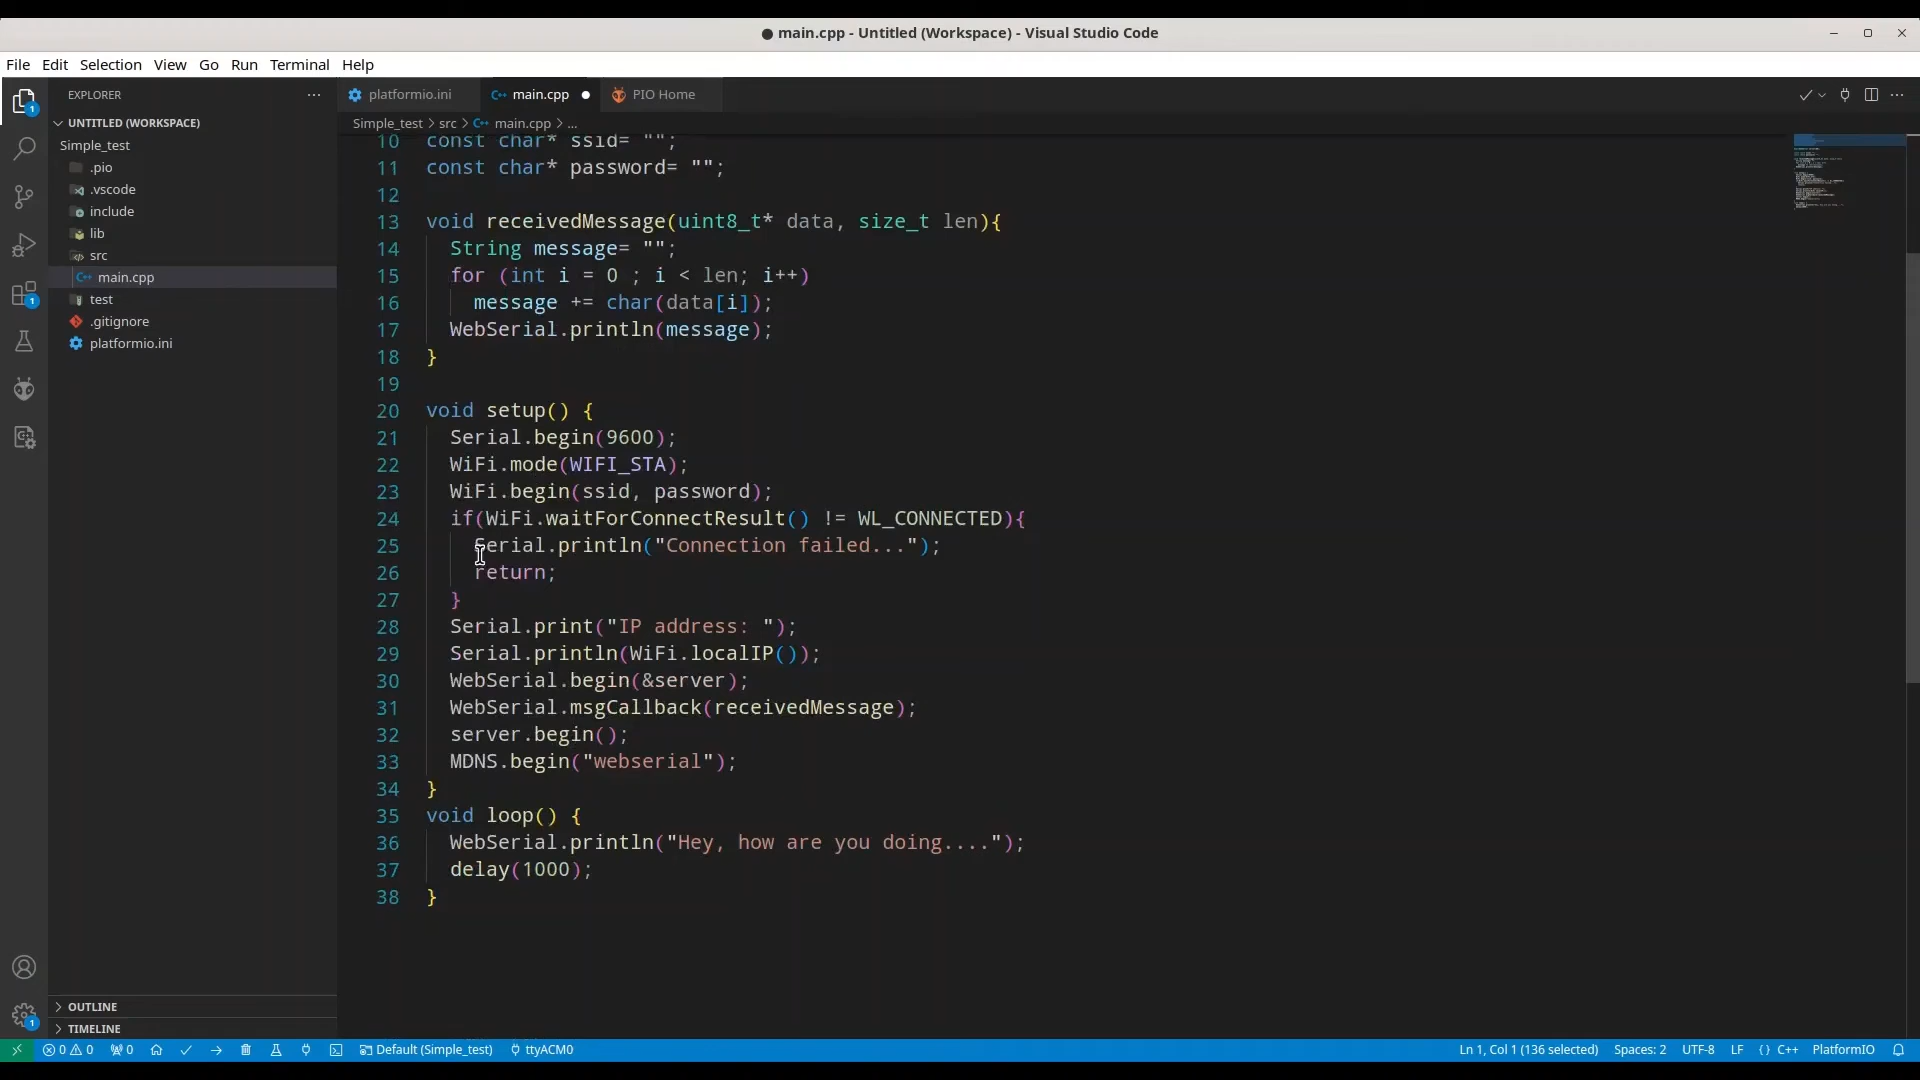 main.cpp - Untitled (Workspace) - Visual Studio Code
File Edit Selection View Go Run Terminal Help
EXPLORER
platformio.ini
main.cpp
PIO Home
UNTITLED (WORKSPACE)
Simple_test > src > main.cpp > ...
Simple_test
.pio
.vscode
include
lib
src
main.cpp
test
.gitignore
platformio.ini
10 const char* ssid= "";
11 const char* password= "";
12
13 void receivedMessage(uint8_t* data, size_t len){
14 String message= "";
15 for (int i = 0 ; i < len; i++)
16 message += char(data[i]);
17 WebSerial.println(message);
18 }
19
20 void setup() {
21 Serial.begin(9600);
22 WiFi.mode(WIFI_STA);
23 WiFi.begin(ssid, password);
24 if(WiFi.waitForConnectResult() != WL_CONNECTED){
25 Serial.println("Connection failed...");
26 return;
27 }
28 Serial.print("IP address: ");
29 Serial.println(WiFi.localIP());
30 WebSerial.begin(&server);
31 WebSerial.msgCallback(receivedMessage);
32 server.begin();
33 MDNS.begin("webserial");
34 }
35 void loop() {
36 WebSerial.println("Hey, how are you doing....");
37 delay(1000);
38 }
1
1
1
OUTLINE
TIMELINE
0 0 0 Default (Simple_test) ttyACM0 Ln 1, Col 1 (136 selected) Spaces: 2 UTF-8 LF {} C++ PlatformIO